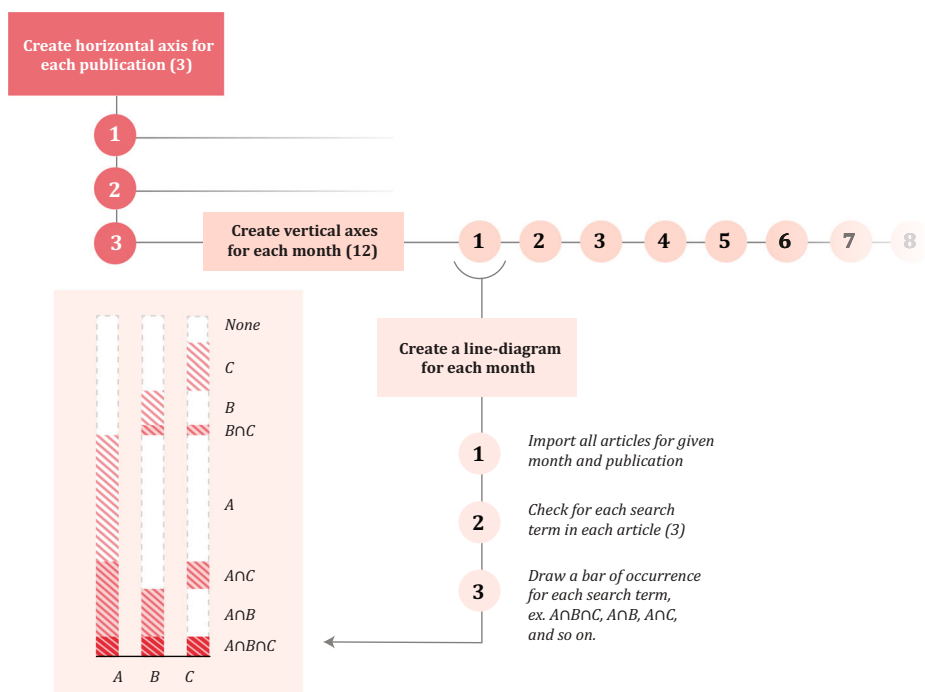 Create horizontal axis for
each publication (3)
1
2
3
Create vertical axes
for each month (12)
1 2 3 4 5 6 7 8
Create a line-diagram
for each month
1
Import all articles for given
month and publication
2
Check for each search
term in each article (3)
3
Draw a bar of occurrence
for each search term,
ex. A∩B∩C, A∩B, A∩C,
and so on.
None
C
B
B∩C
A
A∩C
A∩B
A∩B∩C
A B C